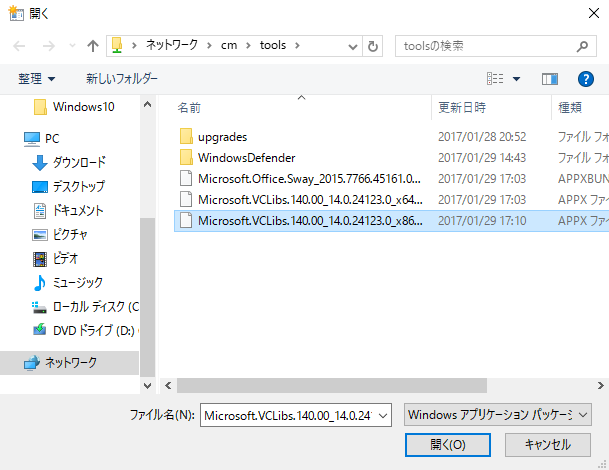 開く
ネットワーク › cm › tools ›
toolsの検索
整理
新しいフォルダー
Windows10
PC
ダウンロード
デスクトップ
ドキュメント
ピクチャ
ビデオ
ミュージック
ローカル ディスク (C
DVD ドライブ (D:)
ネットワーク
名前 更新日時 種類
upgrades 2017/01/28 20:52 ファイル フォ
WindowsDefender 2017/01/29 14:43 ファイル フォ
Microsoft.Office.Sway_2015.7766.45161.0... 2017/01/29 17:03 APPXBUN
Microsoft.VCLibs.140.00_14.0.24123.0_x64... 2017/01/29 17:03 APPX ファイ
Microsoft.VCLibs.140.00_14.0.24123.0_x86... 2017/01/29 17:10 APPX ファイ
ファイル名(N): Microsoft.VCLibs.140.00_14.0.241
Windows アプリケーション パッケージ
開く(O)
キャンセル